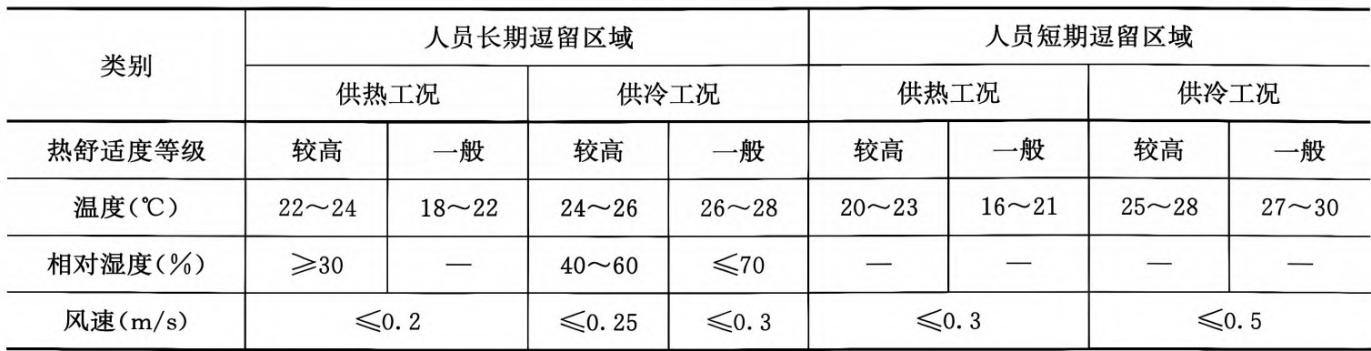 类别 人员长期逗留区域 人员短期逗留区域
供热工况 供冷工况 供热工况 供冷工况
热舒适度等级 较高 一般 较高 一般 较高 一般 较高 一般
温度(℃) 22～24 18～22 24～26 26～28 20～23 16～21 25～28 27～30
相对湿度(%) ≥30 — 40～60 ≤70 — — — —
风速(m/s) ≤0.2 ≤0.25 ≤0.3 ≤0.3 ≤0.5